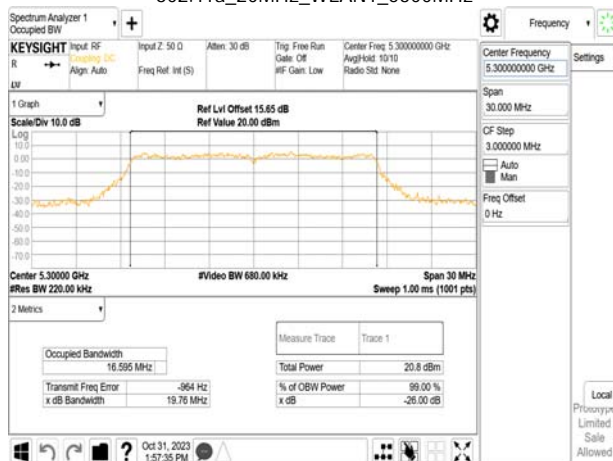 802.11a_20MHz_WLAN1_5300MHz
Spectrum Analyzer 1
Occupied BW
+
Frequency
KEYSIGHT
R
LXI
Input: RF
Coupling: DC
Align: Auto
Input Z: 50 Ω
Freq Ref: Int (S)
Atten: 30 dB
Trig: Free Run
Gate: Off
#IF Gain: Low
Center Freq: 5.300000000 GHz
Avg|Hold: 10/10
Radio Std: None
Center Frequency
5.300000000 GHz
Settings
Span
30.000 MHz
CF Step
3.000000 MHz
Auto
Man
Freq Offset
0 Hz
1 Graph
Scale/Div 10.0 dB
Ref Lvl Offset 15.65 dB
Ref Value 20.00 dBm
Log
10.0
0.00
-10.0
-20.0
-30.0
-40.0
-50.0
-60.0
-70.0
Center 5.30000 GHz
#Res BW 220.00 kHz
#Video BW 680.00 kHz
Span 30 MHz
Sweep 1.00 ms (1001 pts)
2 Metrics
Measure Trace Trace 1
Occupied Bandwidth
16.595 MHz
Total Power 20.8 dBm
Transmit Freq Error -964 Hz
% of OBW Power 99.00 %
x dB Bandwidth 19.76 MHz
x dB -26.00 dB
Local
Prototype
Limited
Sale
Allowed
?
Oct 31, 2023
1:57:35 PM